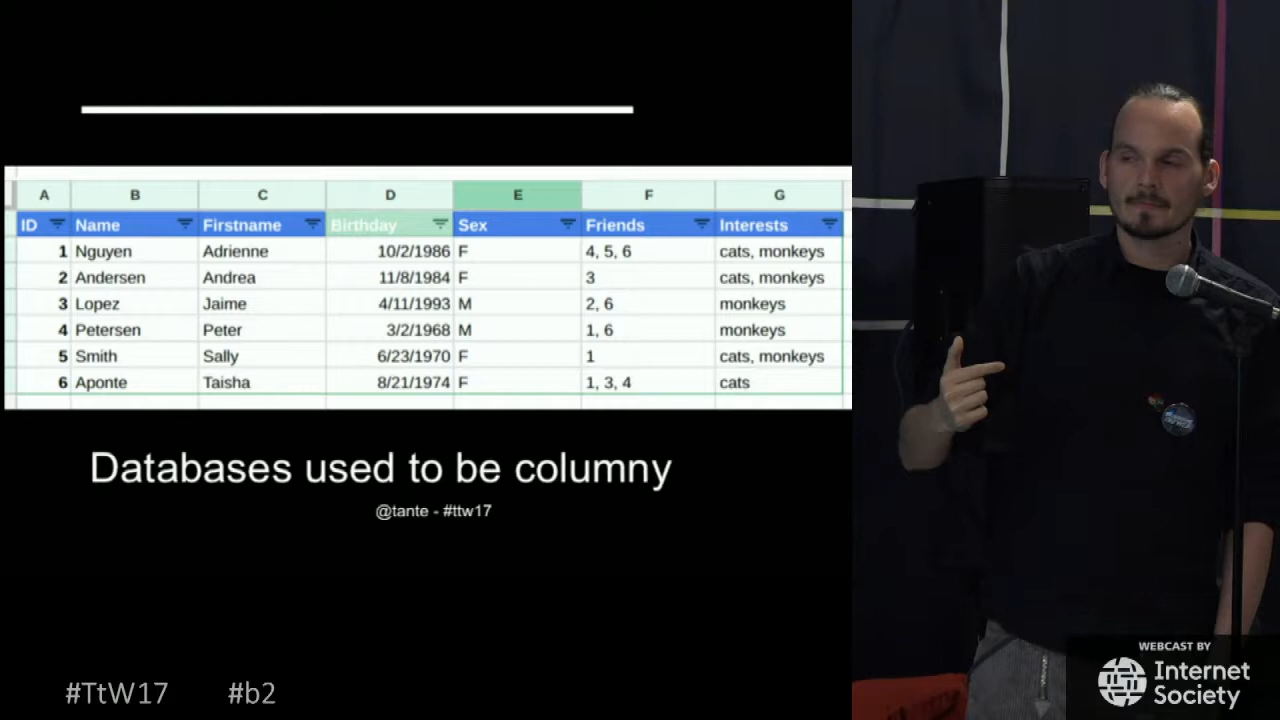 A B C D E F G
ID Name Firstname Birthday Sex Friends Interests
1 Nguyen Adrienne 10/2/1986 F 4, 5, 6 cats, monkeys
2 Andersen Andrea 11/8/1984 F 3 cats, monkeys
3 Lopez Jaime 4/11/1993 M 2, 6 monkeys
4 Petersen Peter 3/2/1968 M 1, 6 monkeys
5 Smith Sally 6/23/1970 F 1 cats, monkeys
6 Aponte Taisha 8/21/1974 F 1, 3, 4 cats
Databases used to be columny
@tante - #ttw17
#TtW17 #b2
WEBCAST BY
Internet
Society